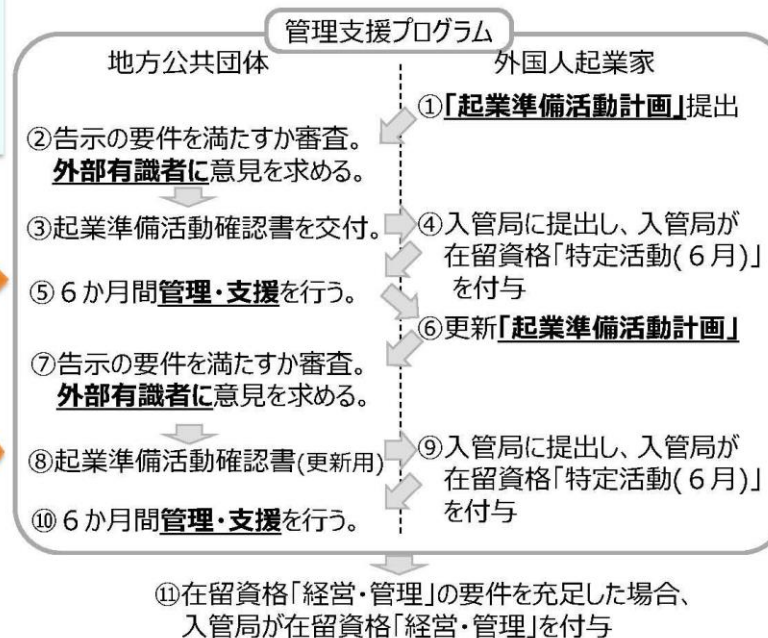 管理支援プログラム
地方公共団体
外国人起業家
①「起業準備活動計画」提出
②告示の要件を満たすか審査。
外部有識者に意見を求める。
③起業準備活動確認書を交付。
④入管局に提出し、入管局が
在留資格「特定活動(６月)」
を付与
⑤６か月間管理・支援を行う。
⑥更新「起業準備活動計画」
⑦告示の要件を満たすか審査。
外部有識者に意見を求める。
⑧起業準備活動確認書(更新用)
⑨入管局に提出し、入管局が
在留資格「特定活動(６月)」
を付与
⑩６か月間管理・支援を行う。
⑪在留資格「経営・管理」の要件を充足した場合、
入管局が在留資格「経営・管理」を付与